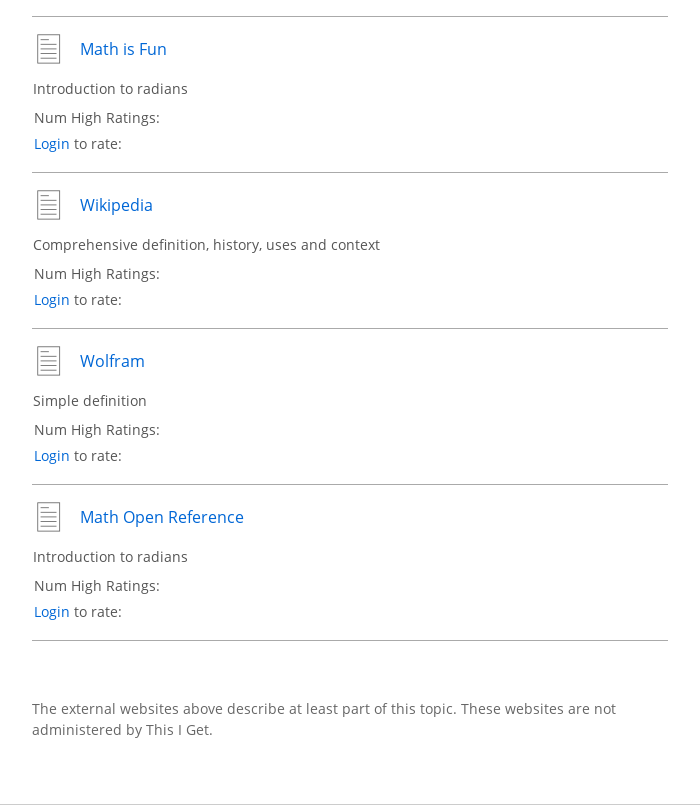 Math is Fun
Introduction to radians
Num High Ratings:
Login to rate:
Wikipedia
Comprehensive definition, history, uses and context
Num High Ratings:
Login to rate:
Wolfram
Simple definition
Num High Ratings:
Login to rate:
Math Open Reference
Introduction to radians
Num High Ratings:
Login to rate:
The external websites above describe at least part of this topic. These websites are not
administered by This I Get.